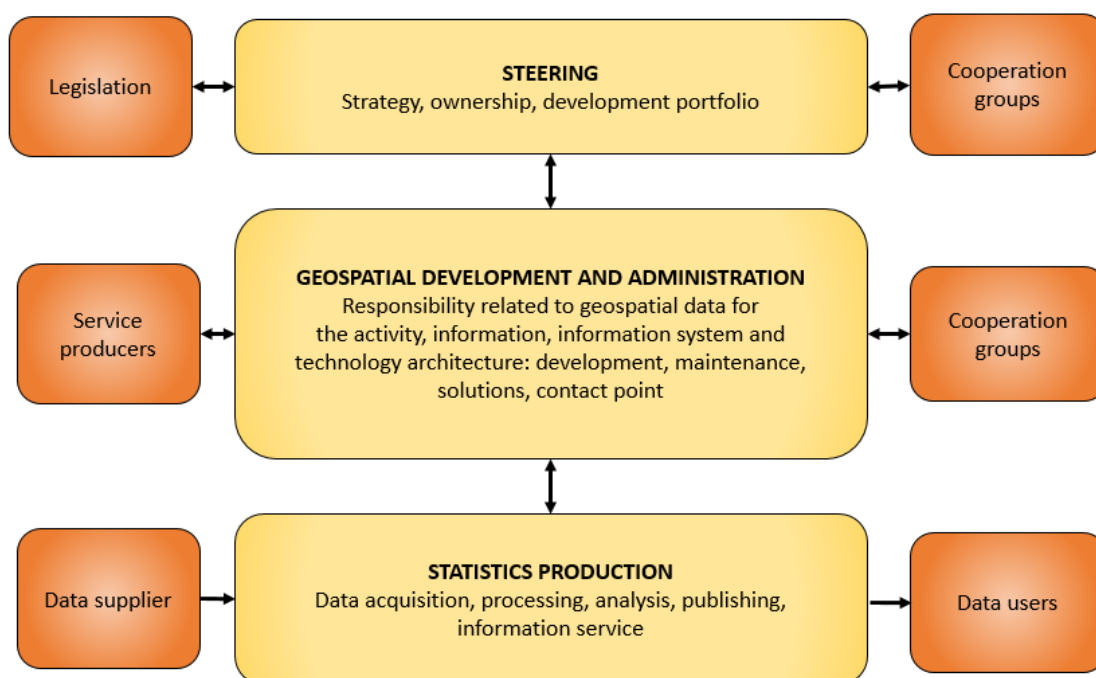 Legislation
STEERING
Strategy, ownership, development portfolio
Cooperation
groups
Service
producers
GEOSPATIAL DEVELOPMENT AND ADMINISTRATION
Responsibility related to geospatial data for
the activity, information, information system and
technology architecture: development, maintenance,
solutions, contact point
Cooperation
groups
Data supplier
STATISTICS PRODUCTION
Data acquisition, processing, analysis, publishing,
information service
Data users